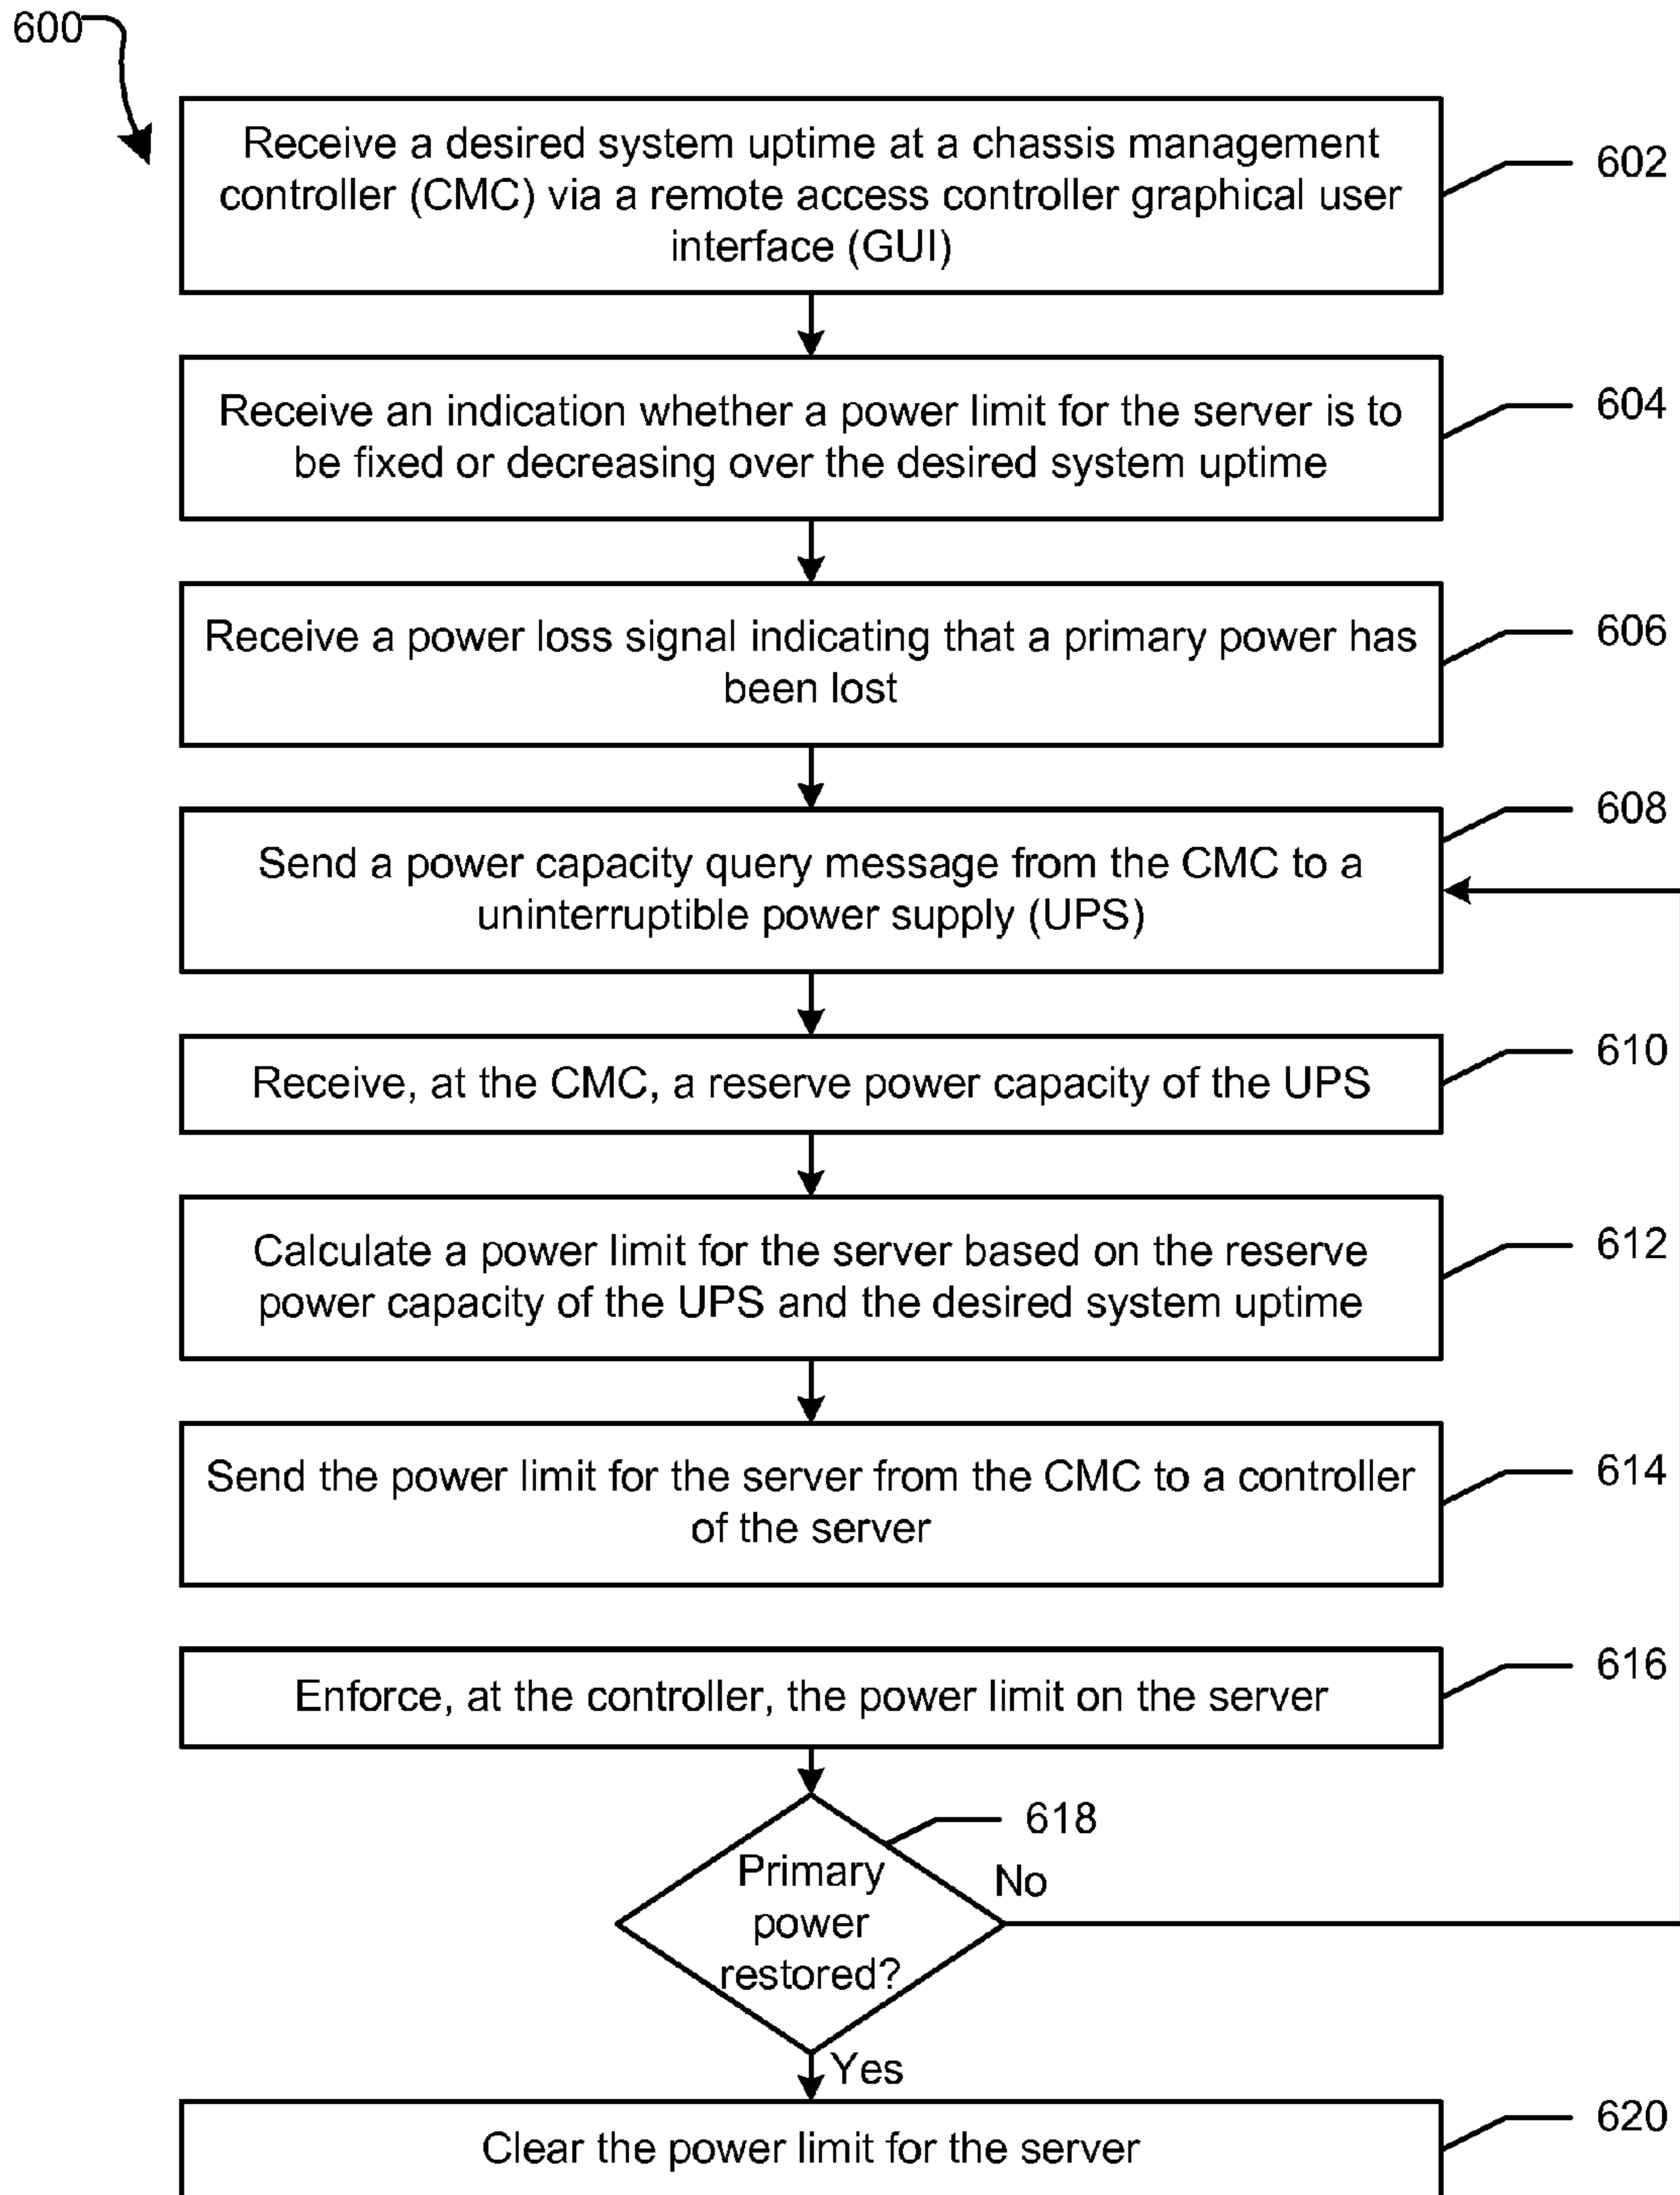 600
Receive a desired system uptime at a chassis management
controller (CMC) via a remote access controller graphical user
interface (GUI)
602
Receive an indication whether a power limit for the server is to
be fixed or decreasing over the desired system uptime
604
Receive a power loss signal indicating that a primary power has
been lost
606
Send a power capacity query message from the CMC to a
uninterruptible power supply (UPS)
608
Receive, at the CMC, a reserve power capacity of the UPS
610
Calculate a power limit for the server based on the reserve
power capacity of the UPS and the desired system uptime
612
Send the power limit for the server from the CMC to a controller
of the server
614
Enforce, at the controller, the power limit on the server
616
Primary
power
restored?
618
No
Yes
Clear the power limit for the server
620